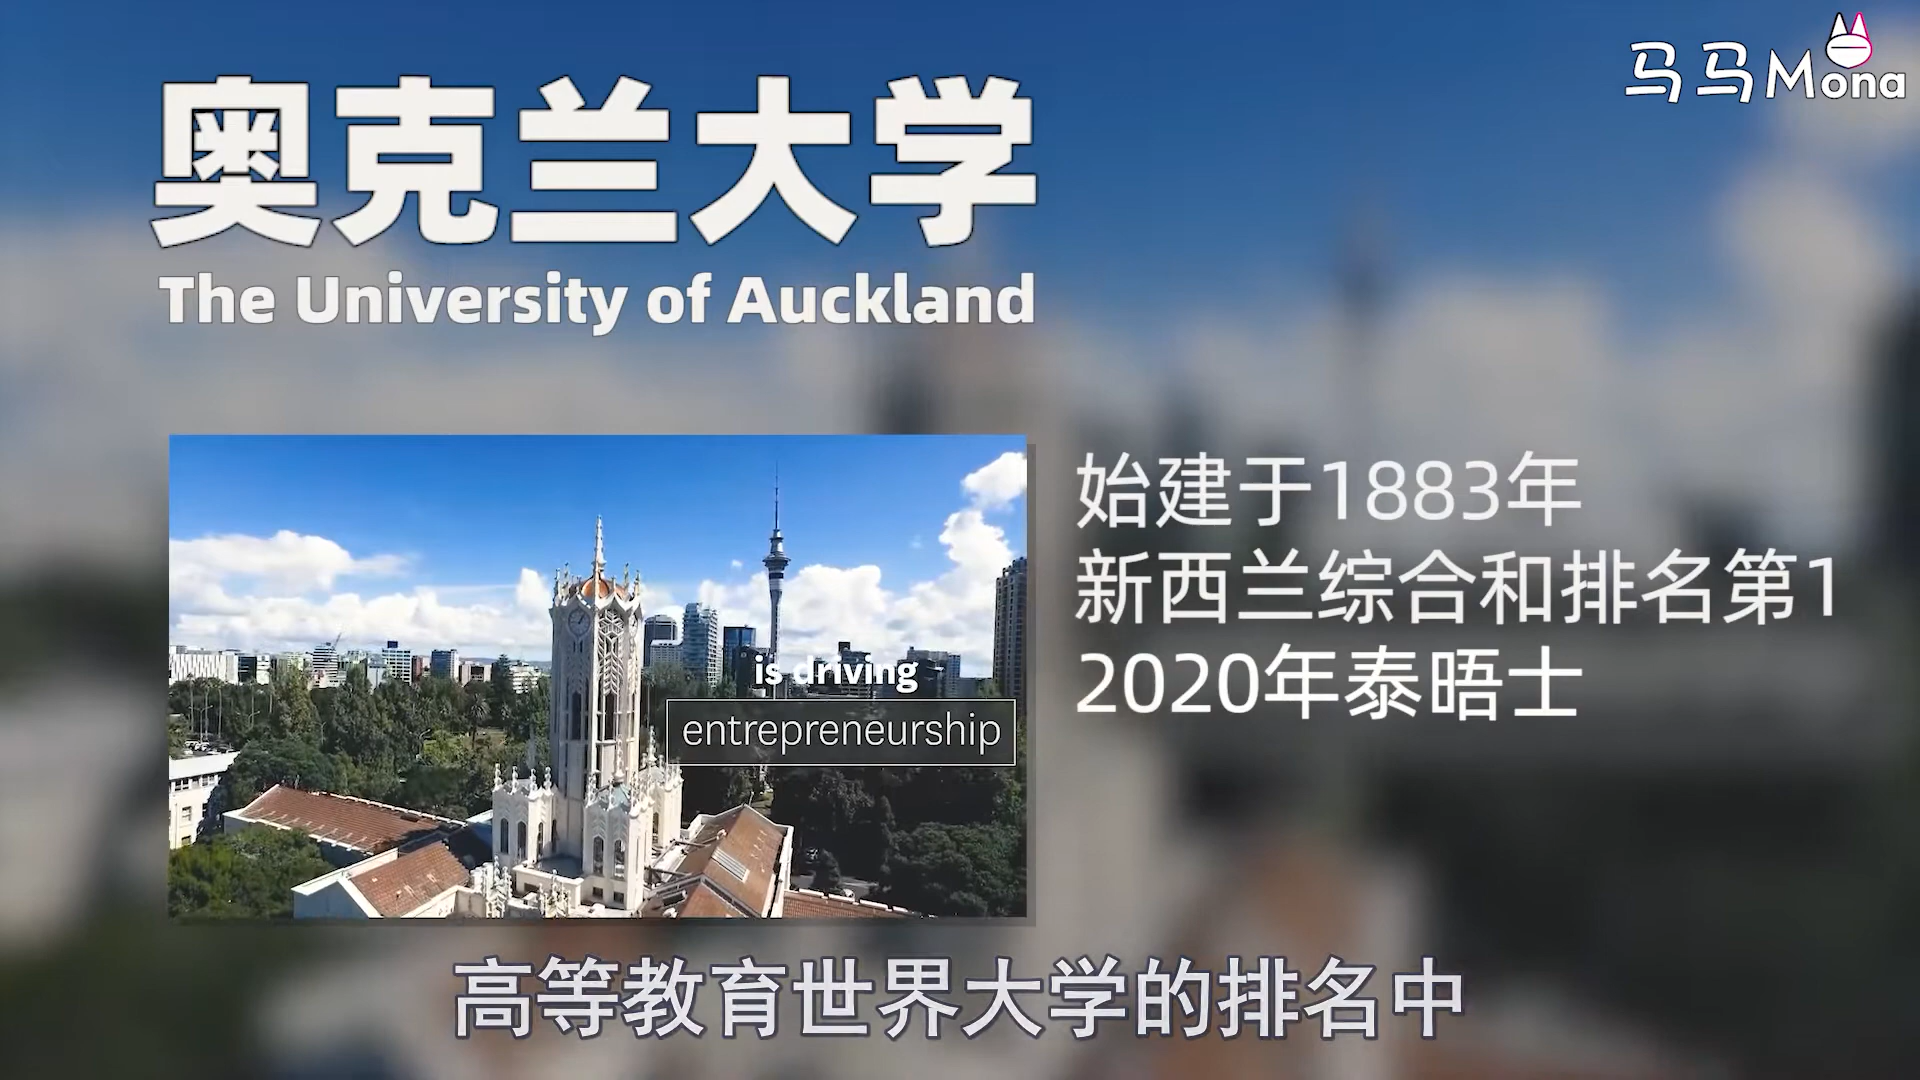 马马Mona
奥克兰大学
The University of Auckland
is driving
entrepreneurship
始建于1883年
新西兰综合和排名第1
2020年泰晤士
高等教育世界大学的排名中